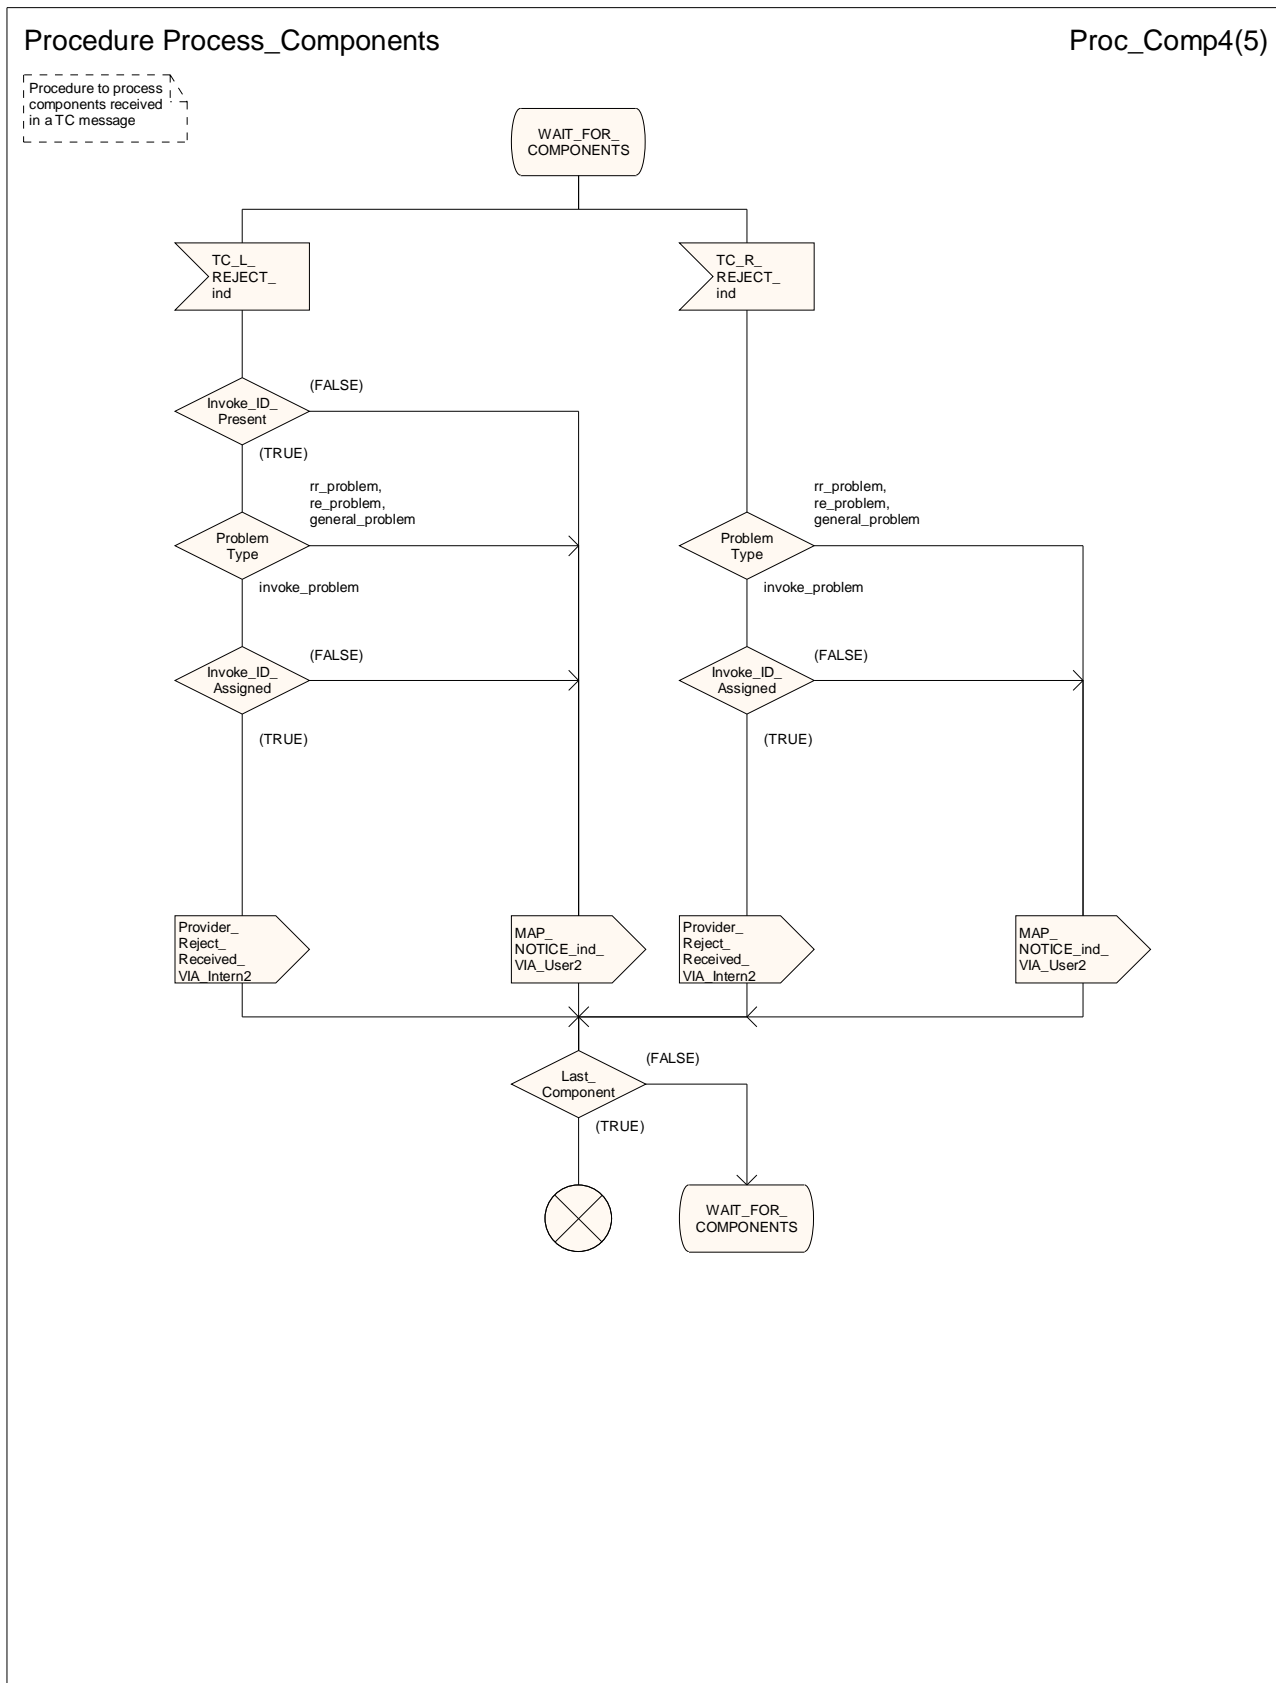 Procedure Process_Components
Proc_Comp4(5)
Procedure to process
components received
in a TC message
WAIT_FOR_
COMPONENTS
TC_L_
REJECT_
ind
TC_R_
REJECT_
ind
(FALSE)
Invoke_ID_
Present
(TRUE)
rr_problem,
re_problem,
general_problem
Problem
Type
invoke_problem
rr_problem,
re_problem,
general_problem
Problem
Type
invoke_problem
(FALSE)
Invoke_ID_
Assigned
(TRUE)
(FALSE)
Invoke_ID_
Assigned
(TRUE)
Provider_
Reject_
Received_
VIA_Intern2
MAP_
NOTICE_ind_
VIA_User2
Provider_
Reject_
Received_
VIA_Intern2
MAP_
NOTICE_ind_
VIA_User2
(FALSE)
Last_
Component
(TRUE)
WAIT_FOR_
COMPONENTS